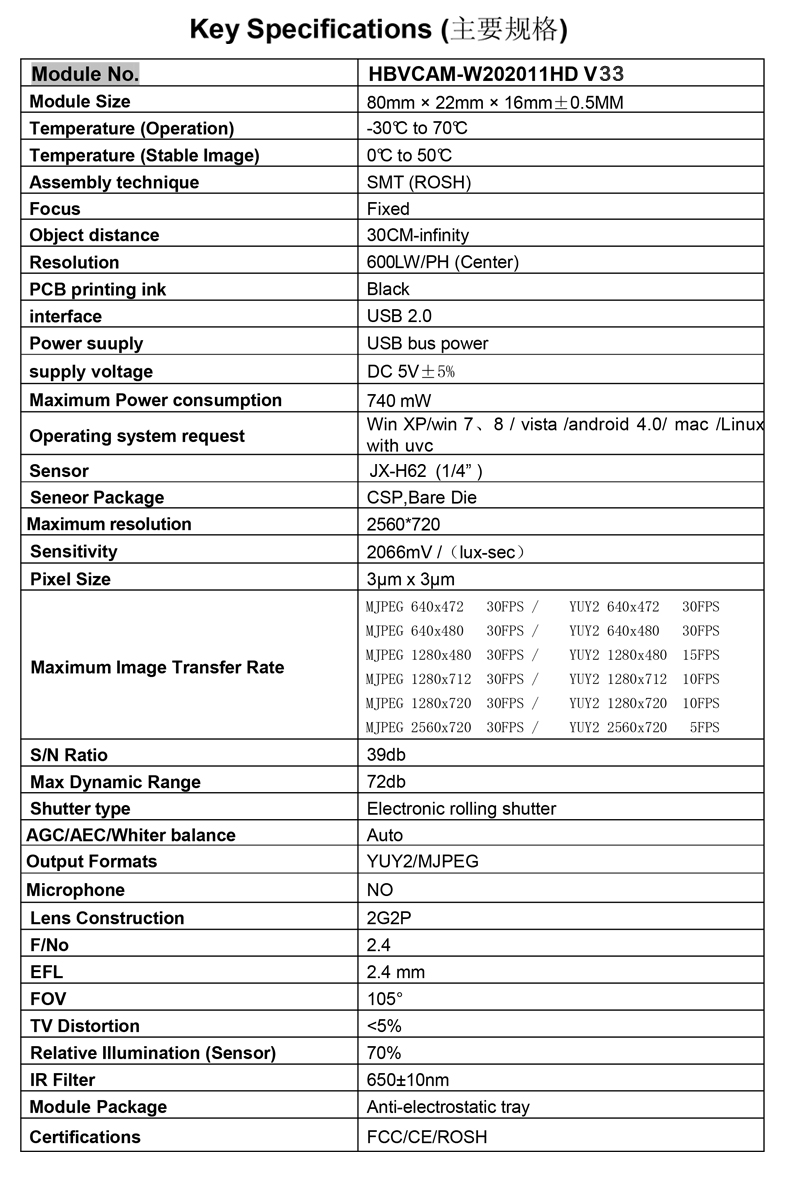 Key Specifications (主要规格)
Module No. HBVCAM-W202011HD V33
Module Size 80mm × 22mm × 16mm±0.5MM
Temperature (Operation) -30℃ to 70℃
Temperature (Stable Image) 0℃ to 50℃
Assembly technique SMT (ROSH)
Focus Fixed
Object distance 30CM-infinity
Resolution 600LW/PH (Center)
PCB printing ink Black
interface USB 2.0
Power suuply USB bus power
supply voltage DC 5V±5%
Maximum Power consumption 740 mW
Operating system request Win XP/win 7、8 / vista /android 4.0/ mac /Linux
with uvc
Sensor JX-H62 (1/4” )
Seneor Package CSP,Bare Die
Maximum resolution 2560*720
Sensitivity 2066mV /（lux-sec）
Pixel Size 3μm x 3μm
Maximum Image Transfer Rate
MJPEG 640x472 30FPS / YUY2 640x472 30FPS
MJPEG 640x480 30FPS / YUY2 640x480 30FPS
MJPEG 1280x480 30FPS / YUY2 1280x480 15FPS
MJPEG 1280x712 30FPS / YUY2 1280x712 10FPS
MJPEG 1280x720 30FPS / YUY2 1280x720 10FPS
MJPEG 2560x720 30FPS / YUY2 2560x720 5FPS
S/N Ratio 39db
Max Dynamic Range 72db
Shutter type Electronic rolling shutter
AGC/AEC/Whiter balance Auto
Output Formats YUY2/MJPEG
Microphone NO
Lens Construction 2G2P
F/No 2.4
EFL 2.4 mm
FOV 105°
TV Distortion <5%
Relative Illumination (Sensor) 70%
IR Filter 650±10nm
Module Package Anti-electrostatic tray
Certifications FCC/CE/ROSH